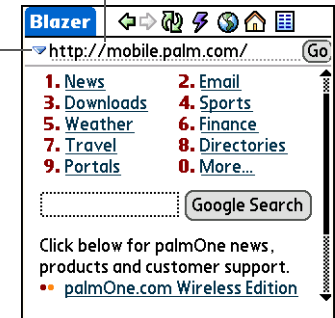 Blazer
http://mobile.palm.com/ Go
1. News 2. Email
3. Downloads 4. Sports
5. Weather 6. Finance
7. Travel 8. Directories
9. Portals 0. More...
Google Search
Click below for palmOne news,
products and customer support.
palmOne.com Wireless Edition